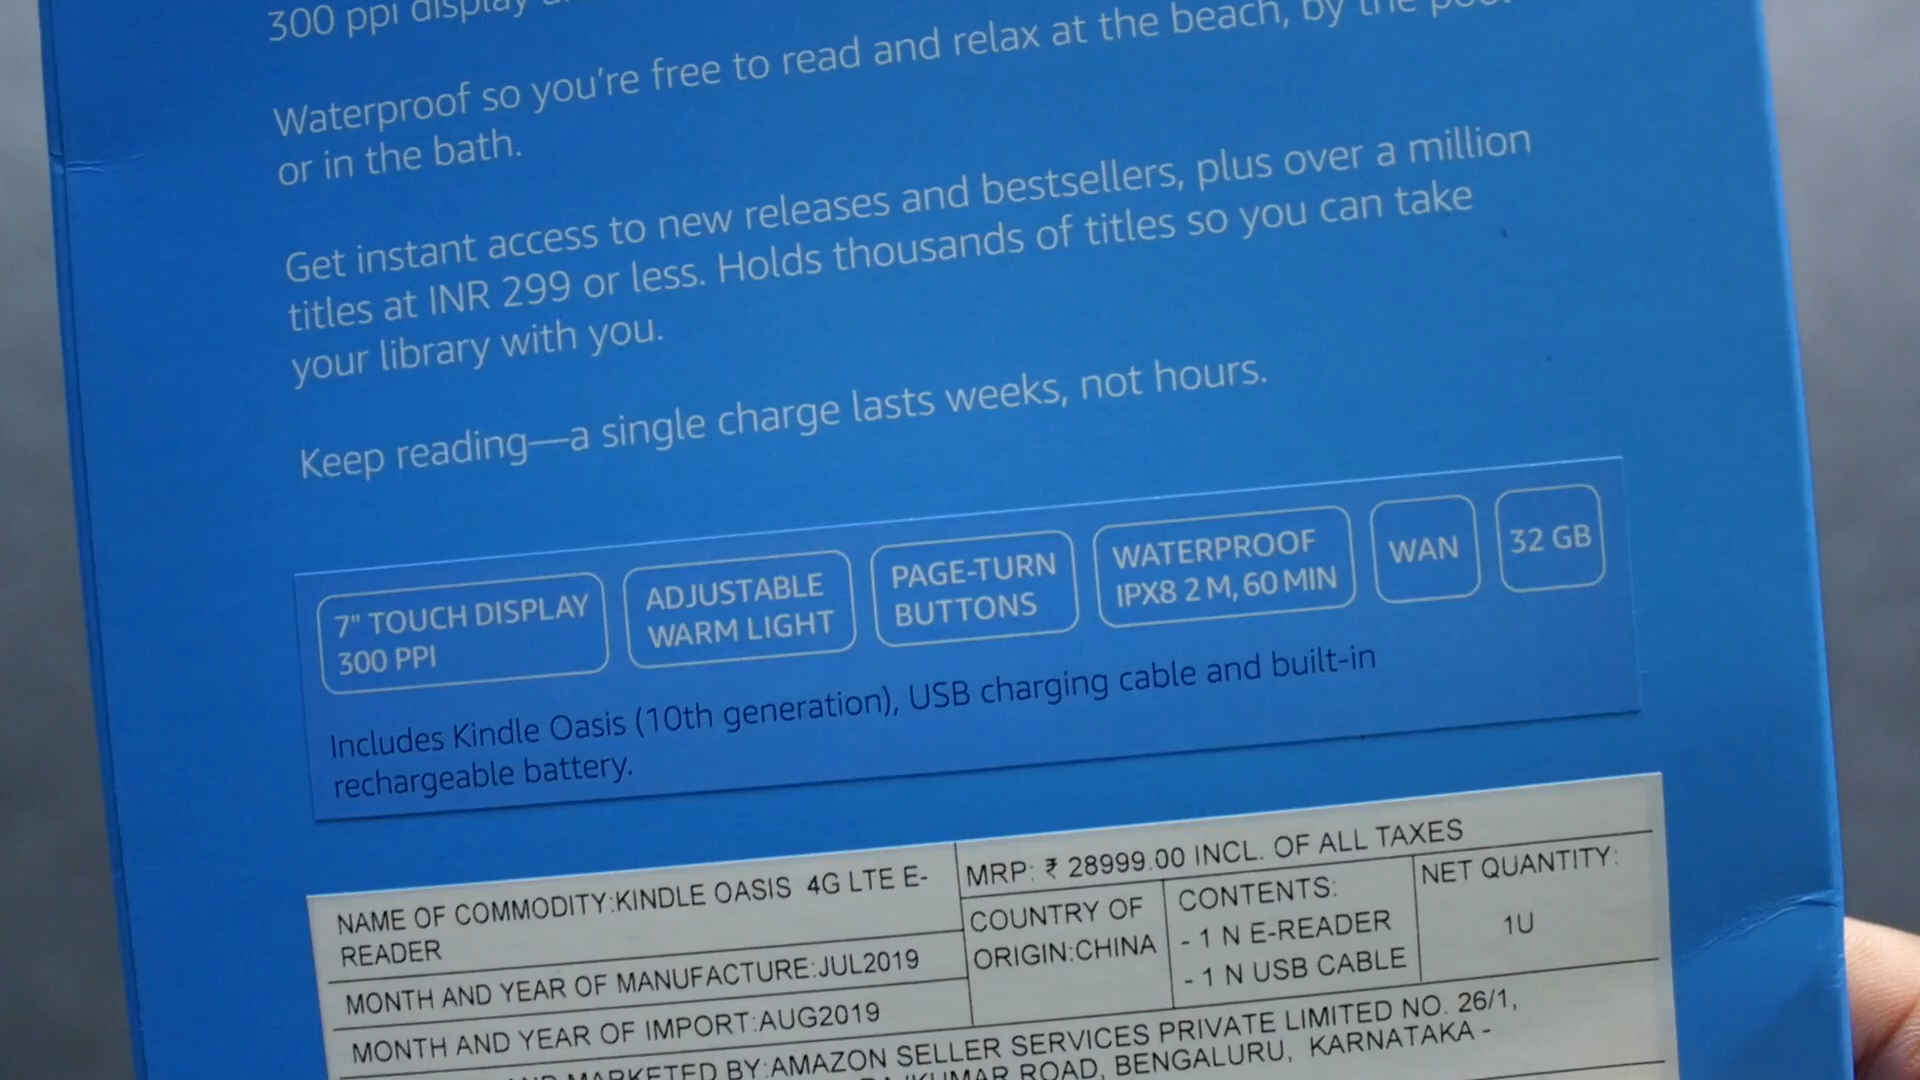 300 ppi display
Waterproof so you're free to read and relax at the beach, by the
or in the bath.
Get instant access to new releases and bestsellers, plus over a million
titles at INR 299 or less. Holds thousands of titles so you can take
your library with you.
Keep reading—a single charge lasts weeks, not hours.
7" TOUCH DISPLAY
300 PPI
ADJUSTABLE
WARM LIGHT
PAGE-TURN
BUTTONS
WATERPROOF
IPX8 2 M, 60 MIN
WAN
32 GB
Includes Kindle Oasis (10th generation), USB charging cable and built-in
rechargeable battery.
NAME OF COMMODITY:KINDLE OASIS 4G LTE E-
READER
MONTH AND YEAR OF MANUFACTURE:JUL2019
MONTH AND YEAR OF IMPORT:AUG2019
MRP: ₹ 28999.00 INCL. OF ALL TAXES
COUNTRY OF
ORIGIN:CHINA
CONTENTS:
- 1 N E-READER
- 1 N USB CABLE
NET QUANTITY:
1U
MARKETED BY:AMAZON SELLER SERVICES PRIVATE LIMITED NO. 26/1,
ROAD, BENGALURU, KARNATAKA -